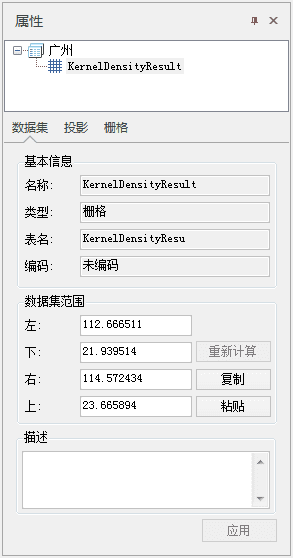 属性
广州
KernelDensityResult
数据集 投影 栅格
基本信息
名称: KernelDensityResult
类型: 栅格
表名: KernelDensityResu
编码: 未编码
数据集范围
左: 112.666511
下: 21.939514 重新计算
右: 114.572434 复制
上: 23.665894 粘贴
描述
应用